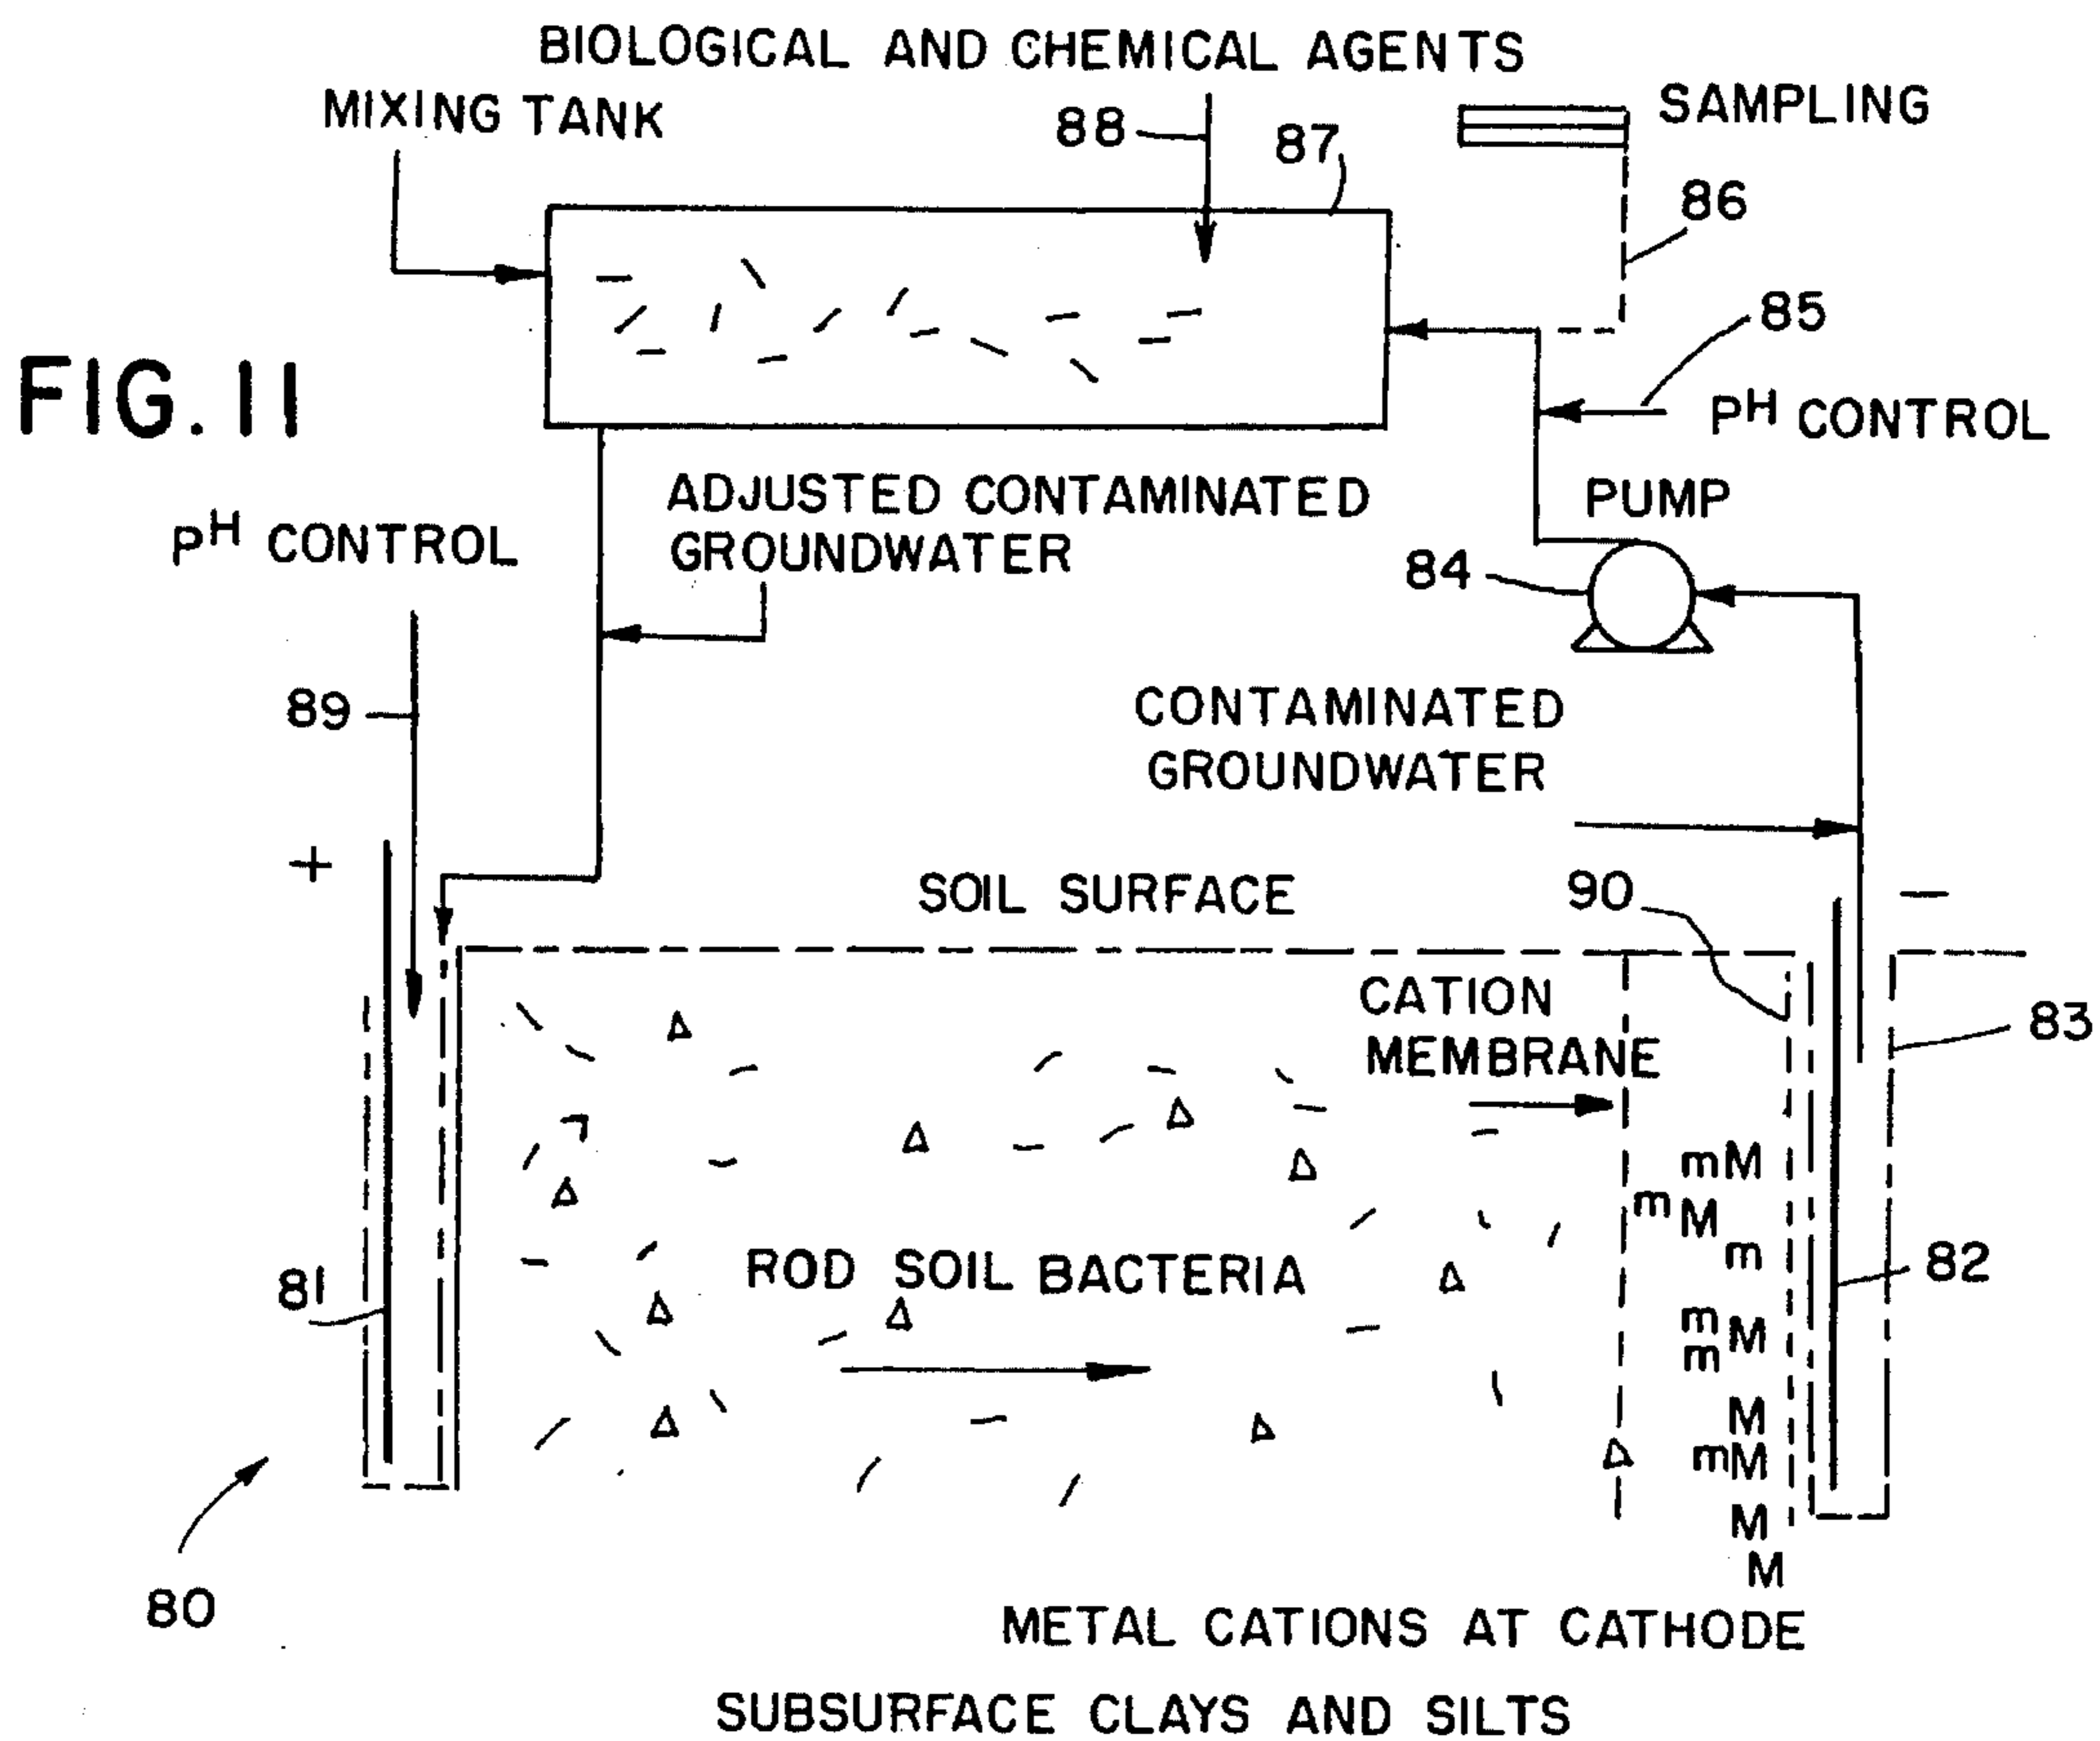 BIOLOGICAL AND CHEMICAL AGENTS
MIXING TANK
88
87
SAMPLING
86
85
FIG. 11
PH CONTROL
ADJUSTED CONTAMINATED
GROUNDWATER
PUMP
PH CONTROL
84
89
CONTAMINATED
GROUNDWATER
+
SOIL SURFACE
90
–
CATION
MEMBRANE
83
mM
mM
m
81
ROD SOIL BACTERIA
82
mM
m
M
mM
M
M
80
METAL CATIONS AT CATHODE
SUBSURFACE CLAYS AND SILTS